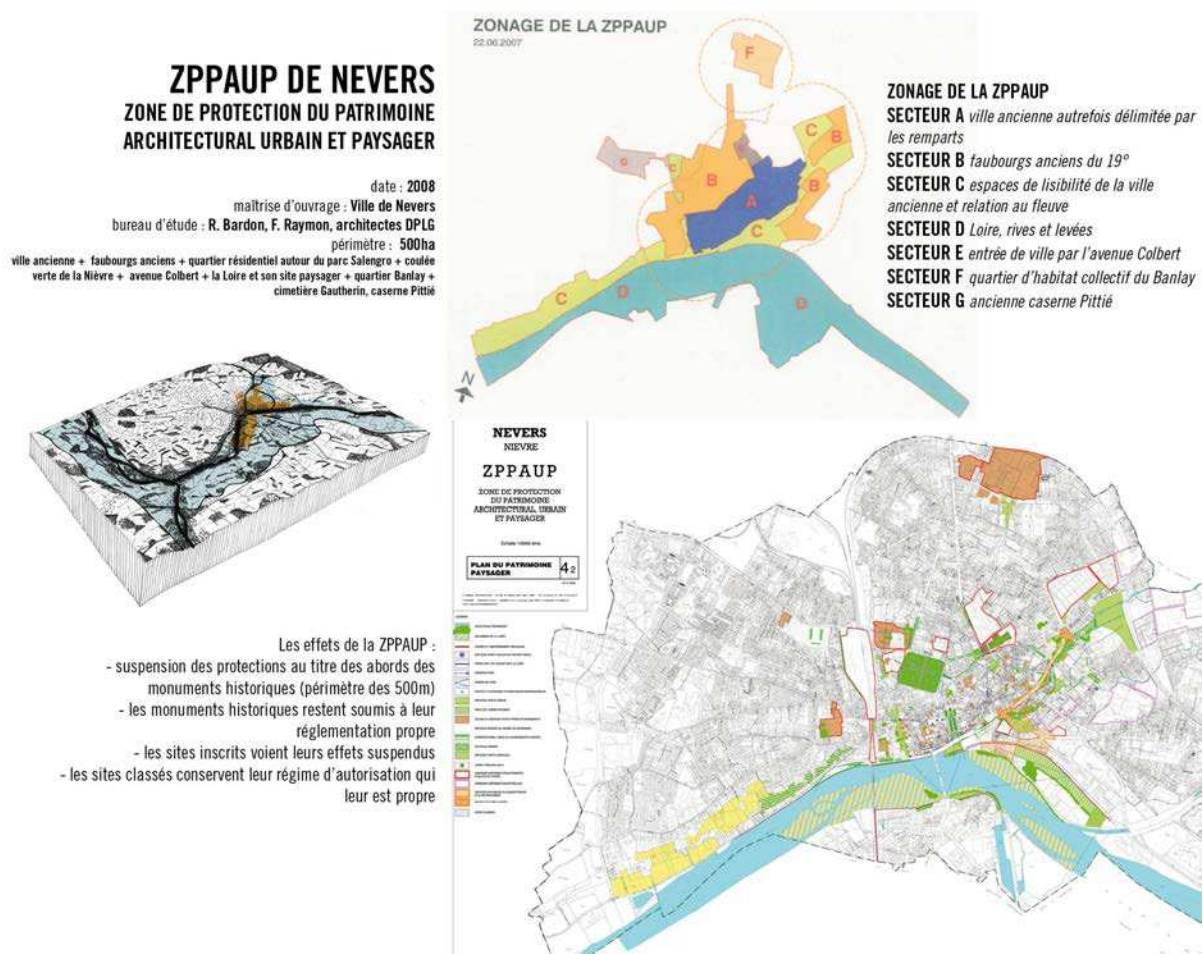 ZPPAUP DE NEVERS
ZONE DE PROTECTION DU PATRIMOINE
ARCHITECTURAL URBAIN ET PAYSAGER
date : 2008
maîtrise d'ouvrage : Ville de Nevers
bureau d'étude : R. Bardon, F. Raymon, architectes DPLG
périmètre : 500ha
ville ancienne + faubourgs anciens + quartier résidentiel autour du parc Salengro + coulée
verte de la Nièvre + avenue Colbert + la Loire et son site paysager + quartier Banlay +
cimetière Gautherin, caserne Pittié
ZONAGE DE LA ZPPAUP
22.06.2007
F
C
B
G
C
B
B
A
C
C
D
D
N
ZONAGE DE LA ZPPAUP
SECTEUR A ville ancienne autrefois délimitée par
les remparts
SECTEUR B faubourgs anciens du 19°
SECTEUR C espaces de lisibilité de la ville
ancienne et relation au fleuve
SECTEUR D Loire, rives et levées
SECTEUR E entrée de ville par l'avenue Colbert
SECTEUR F quartier d'habitat collectif du Banlay
SECTEUR G ancienne caserne Pittié
Les effets de la ZPPAUP :
- suspension des protections au titre des abords des
monuments historiques (périmètre des 500m)
- les monuments historiques restent soumis à leur
réglementation propre
- les sites inscrits voient leurs effets suspendus
- les sites classés conservent leur régime d'autorisation qui
leur est propre
NEVERS
NIEVRE
ZPPAUP
ZONE DE PROTECTION
DU PATRIMOINE
ARCHITECTURAL, URBAIN
ET PAYSAGER
PLAN DU PATRIMOINE
PAYSAGER
4.2